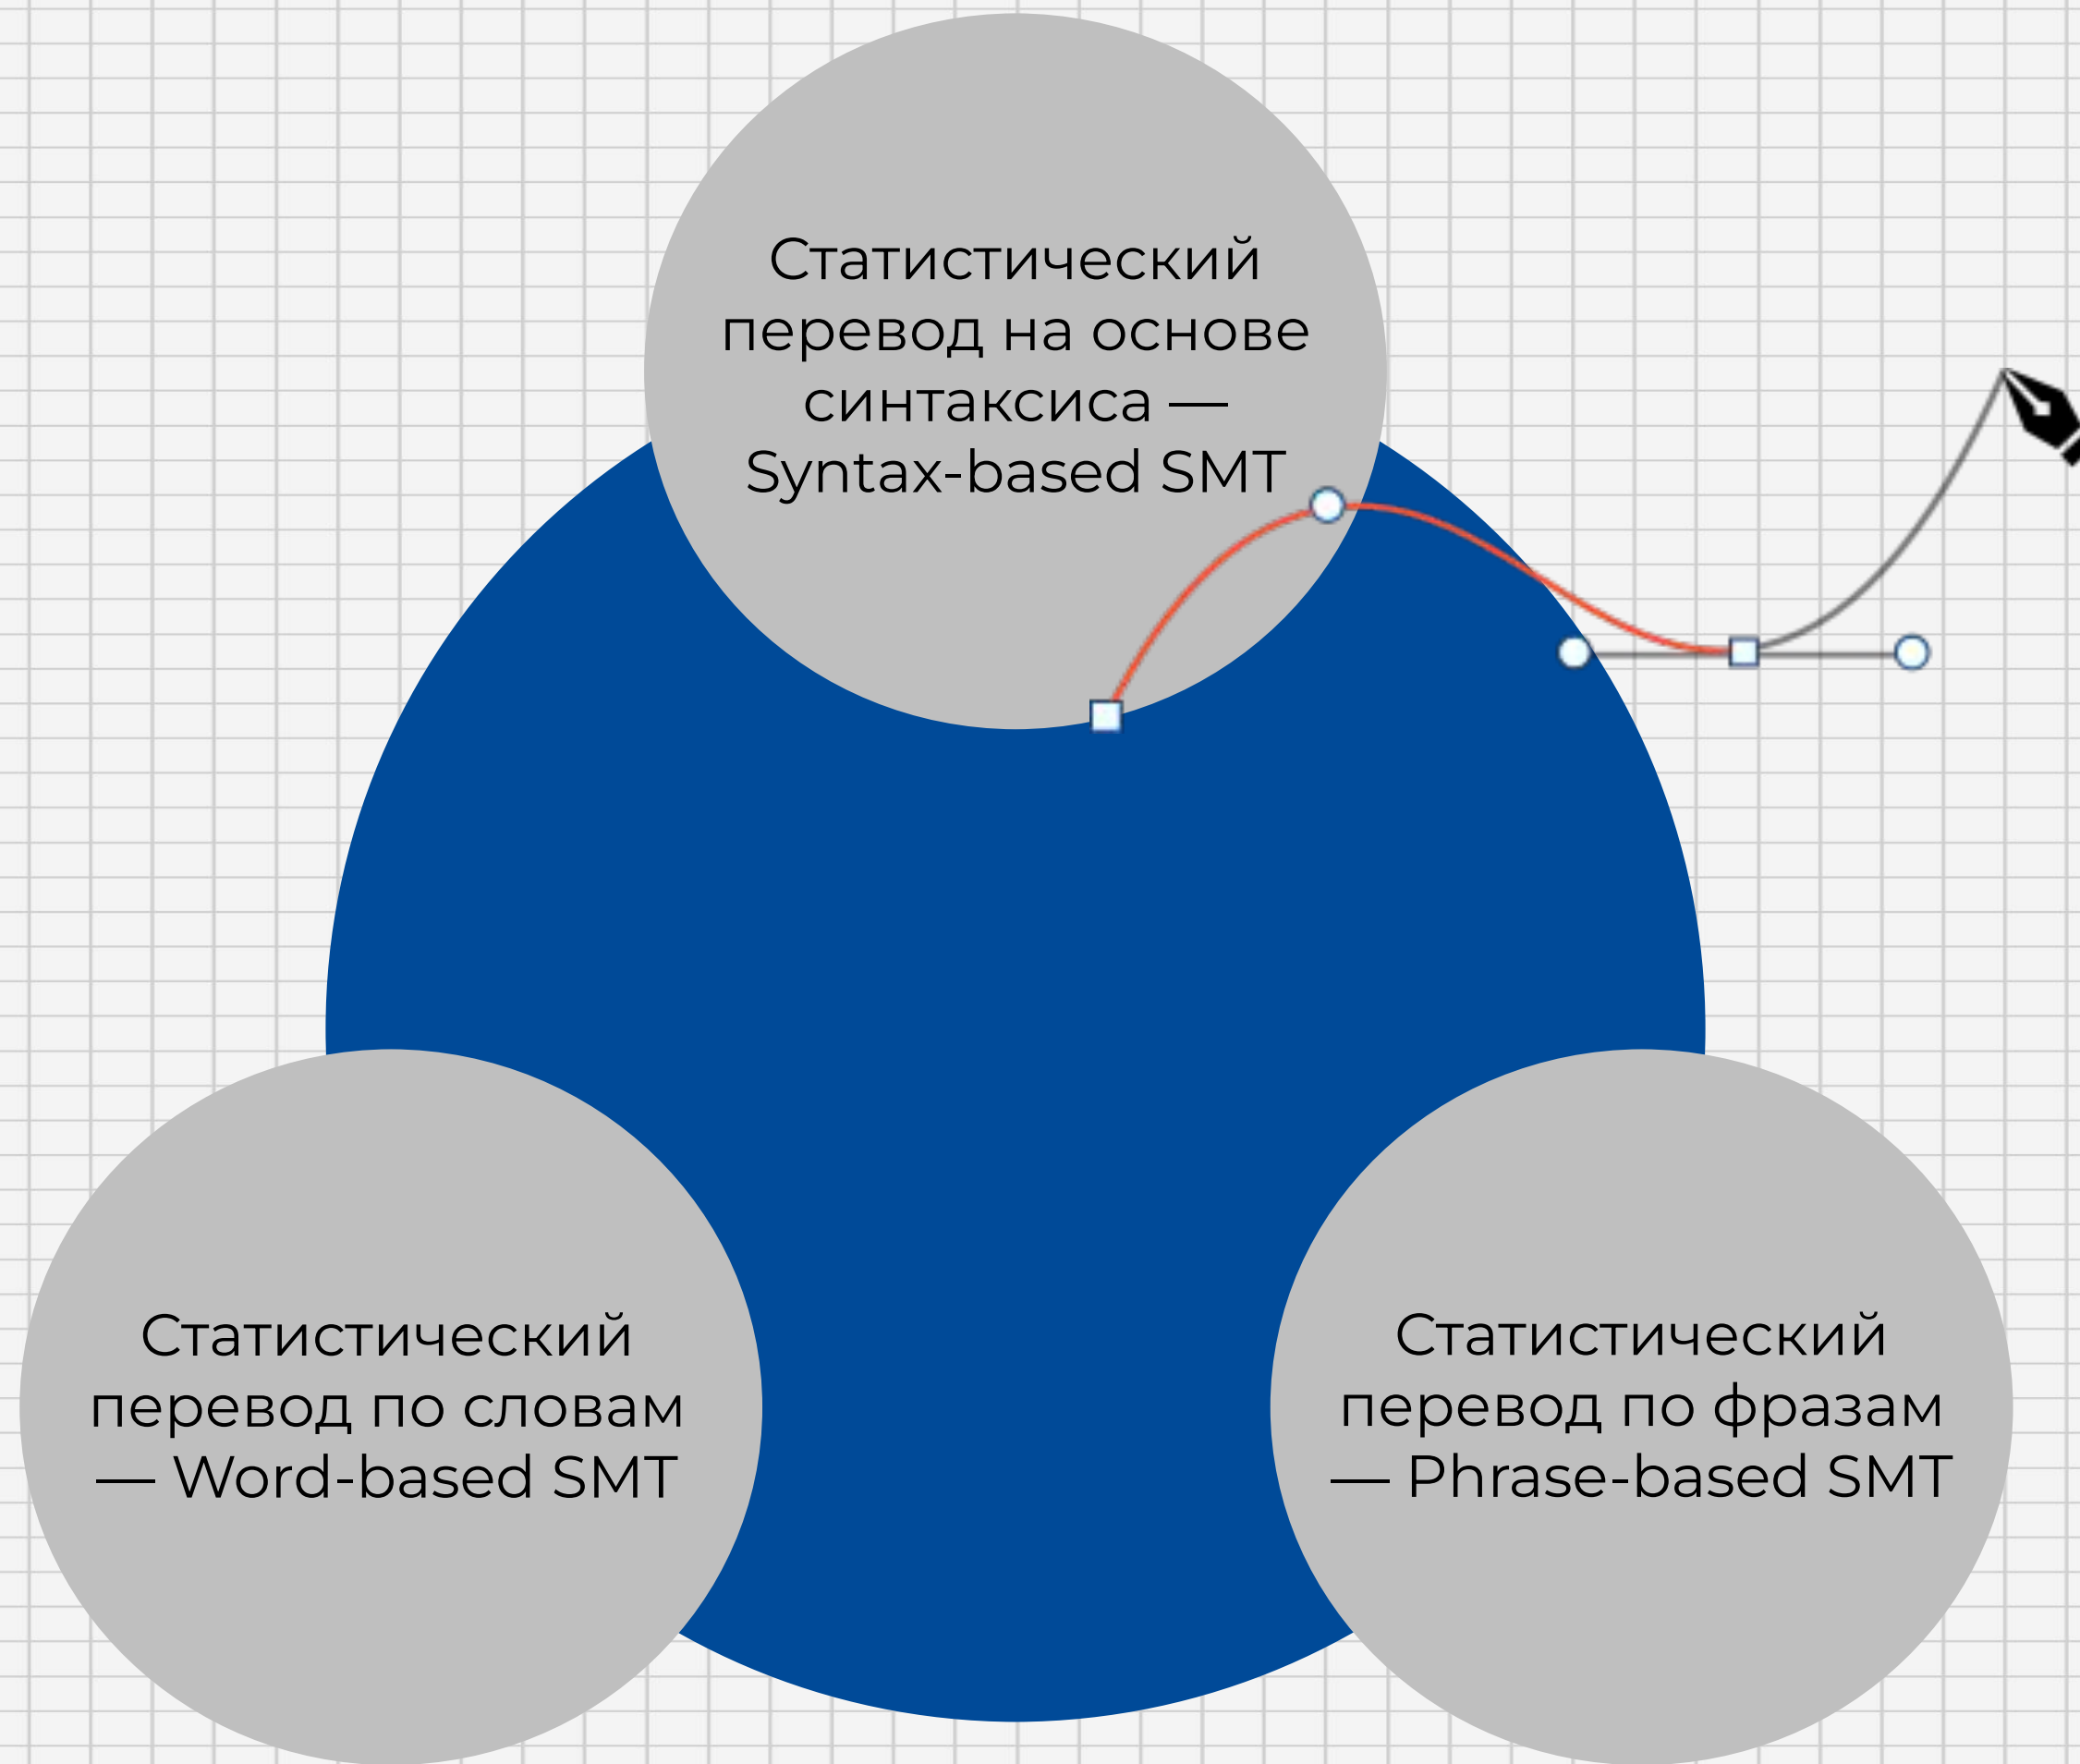 Статистический
перевод на основе
синтаксиса —
Syntax-based SMT
Статистический
перевод по словам
— Word-based SMT
Статистический
перевод по фразам
— Phrase-based SMT